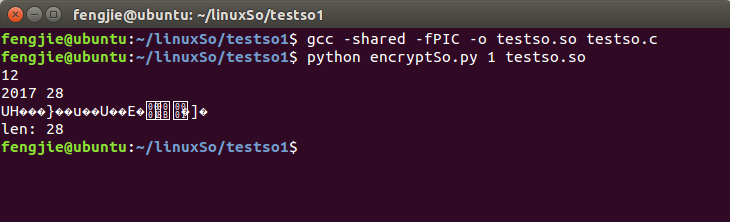 fengjie@ubuntu: ~/linuxSo/testso1
fengjie@ubuntu:~/linuxSo/testso1$ gcc -shared -fPIC -o testso.so testso.c
fengjie@ubuntu:~/linuxSo/testso1$ python encryptSo.py 1 testso.so
12
2017 28
UH���}��u��U��E�]�
len: 28
fengjie@ubuntu:~/linuxSo/testso1$